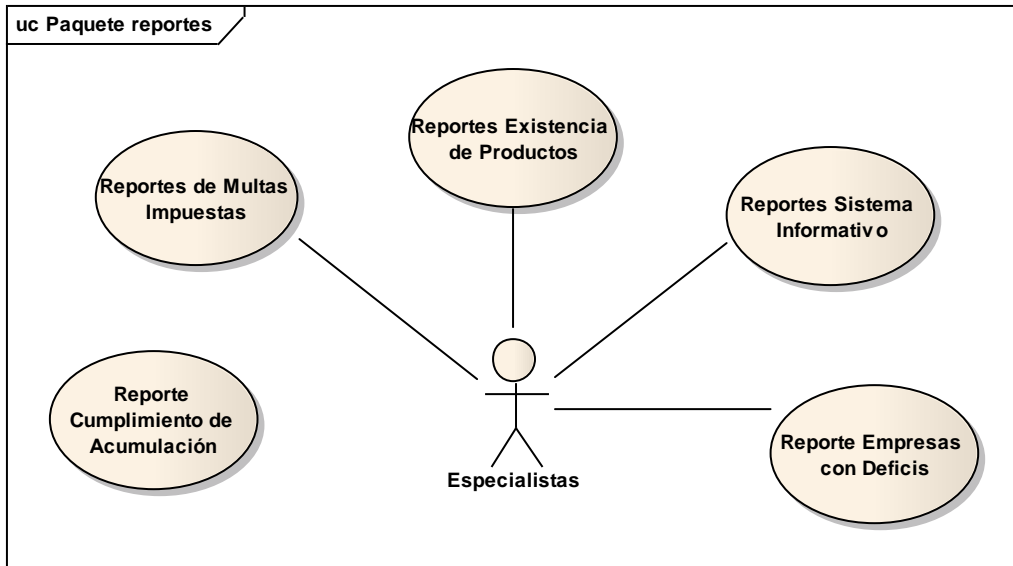 uc Paquete reportes
Reportes Existencia
de Productos
Reportes de Multas
Impuestas
Reportes Sistema
Informativo
Reporte
Cumplimiento de
Acumulación
Reporte Empresas
con Deficis
Especialistas